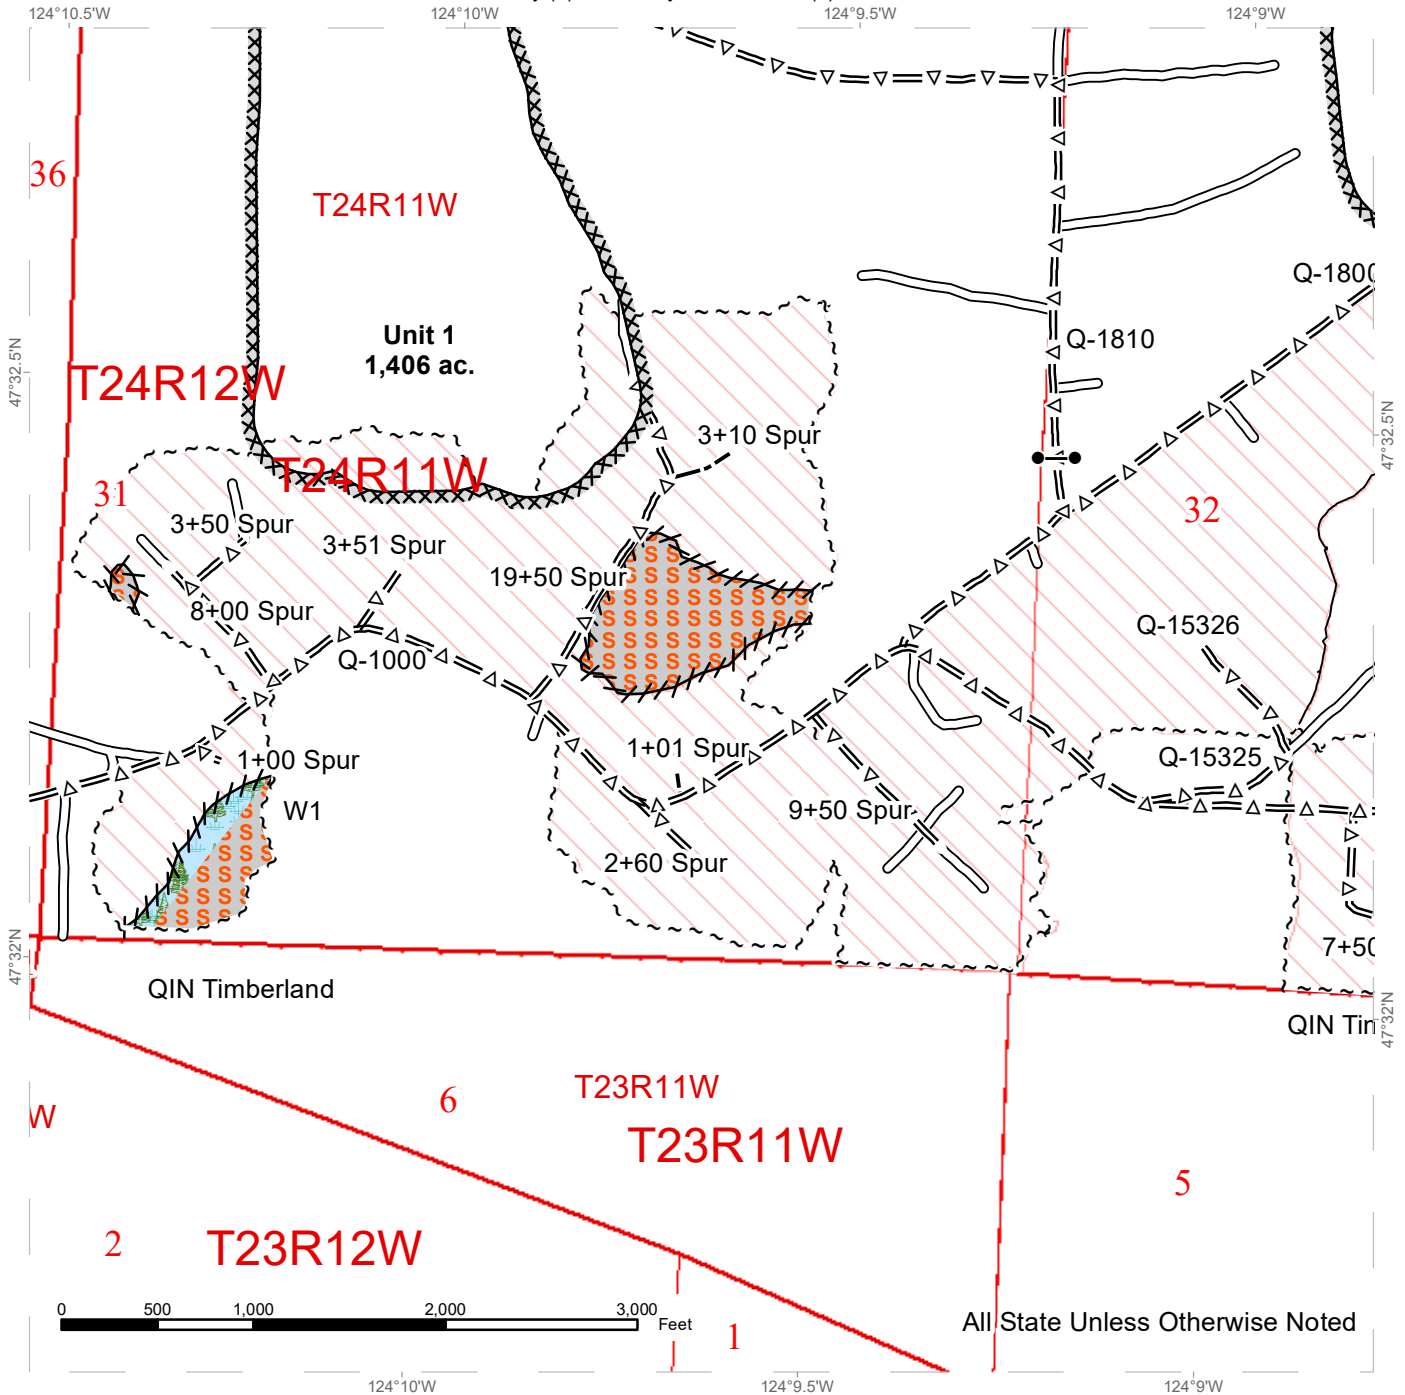 124°10.5'W
124°10'W
124°9.5'W
124°9'W
36
T24R11W
Q-1800
Unit 1
1,406 ac.
Q-1810
47°32.5'N
T24R12W
47°32.5'N
3+10 Spur
T24R11W
31
32
3+50 Spur
3+51 Spur
19+50 Spur
8+00 Spur
Q-15326
Q-1000
1+00 Spur
1+01 Spur
Q-15325
W1
9+50 Spur
2+60 Spur
7+50
47°32'N
QIN Timberland
QIN Tim
47°32'N
6
T23R11W
W
T23R11W
5
2
T23R12W
0
500
1,000
2,000
3,000
Feet
1
All State Unless Otherwise Noted
124°10'W
124°9.5'W
124°9'W